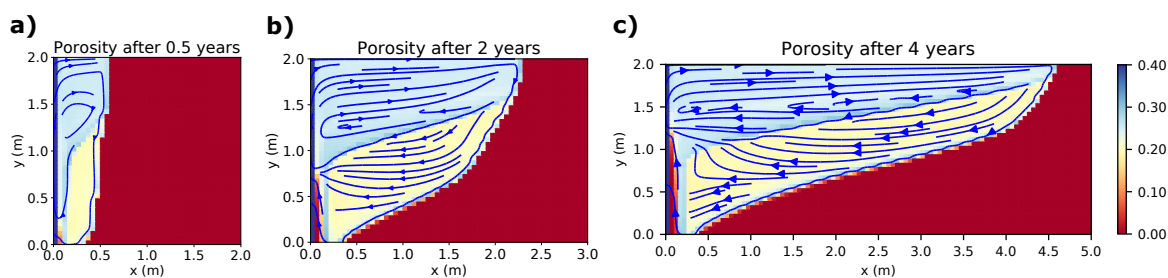 a)
Porosity after 0.5 years
2.0
1.5
1.0
0.5
0.0
y (m)
0.0 0.5 1.0 1.5 2.0
x (m)
b)
Porosity after 2 years
2.0
1.5
1.0
0.5
0.0
y (m)
0.0 0.5 1.0 1.5 2.0 2.5 3.0
x (m)
c)
Porosity after 4 years
2.0
1.5
1.0
0.5
0.0
y (m)
0.0 0.5 1.0 1.5 2.0 2.5 3.0 3.5 4.0 4.5 5.0
x (m)
0.40
0.30
0.20
0.10
0.00